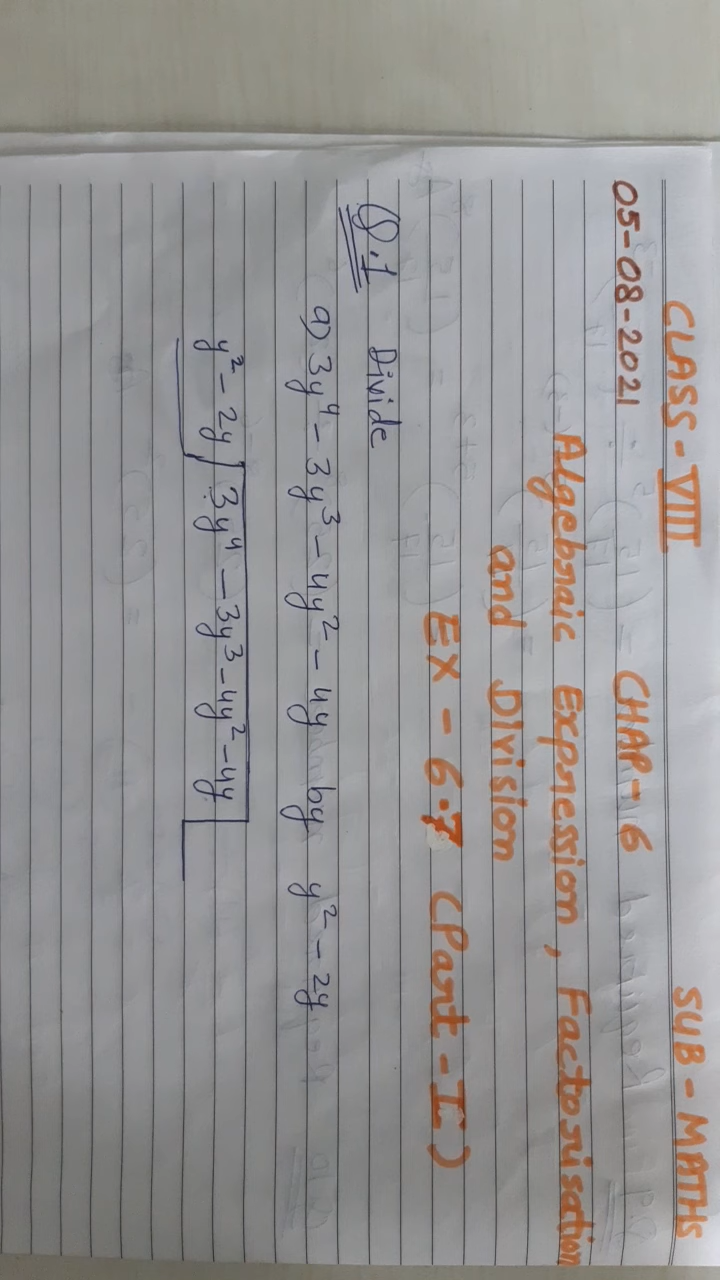 CLASS - VIII SUB - MATHS
05-08-2021 CHAP - 6
Algebraic Expression, Factorisation
and Division
EX - 6.7 (Part - I)
Q.1 Divide
a) 3y⁴ - 3y³ - 4y² - 4y by y² - 2y
y² - 2y) 3y⁴ - 3y³ - 4y² - 4y